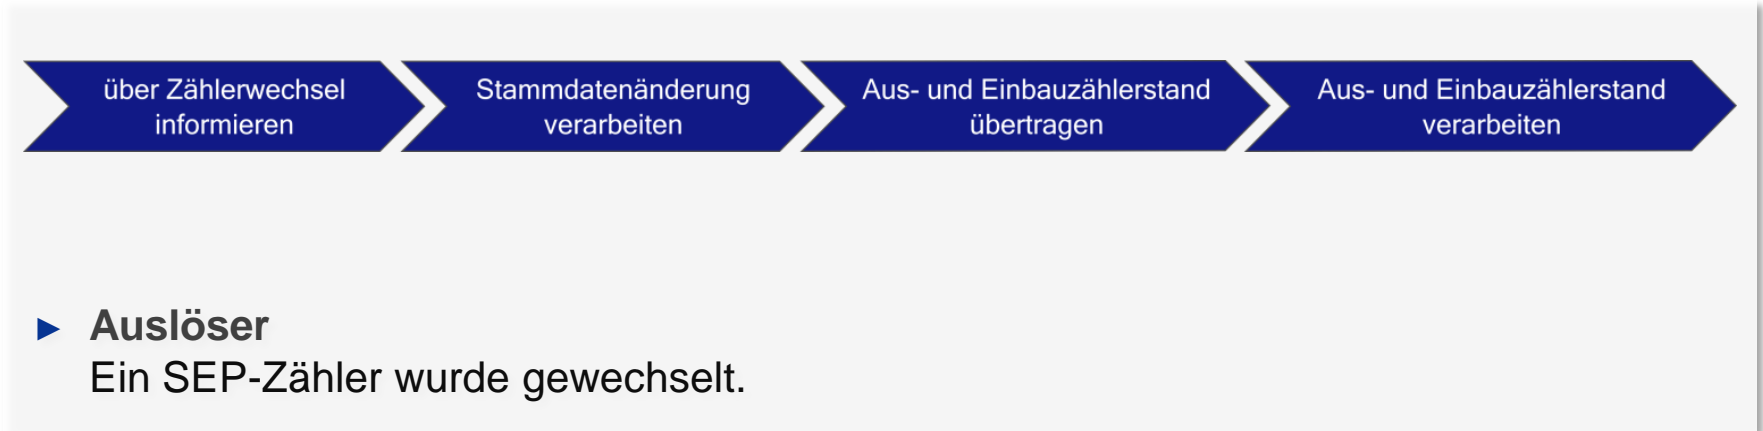 über Zählerwechsel
informieren
Stammdatenänderung
verarbeiten
Aus- und Einbauzählerstand
übertragen
Aus- und Einbauzählerstand
verarbeiten
► Auslöser
Ein SEP-Zähler wurde gewechselt.